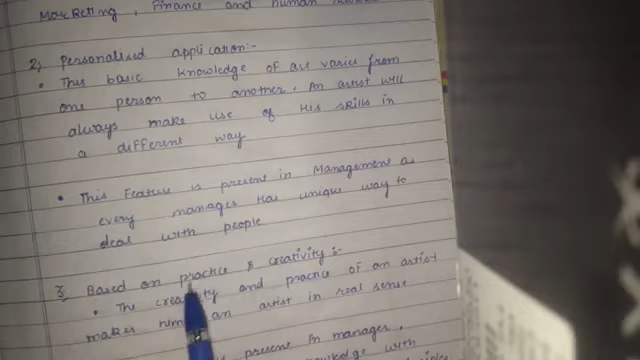 Marketing, Finance and human
2) Personalised application:-
• This basic knowledge of art varies from
one person to another. An artist will
always make use of His skills in
a different way
• This Feature is present in Management as
every manager Has unique way to
deal with people
3) Based on practice & creativity:-
• The creativity and practice of an artist
makes him an artist in real sense
present In manager.
with